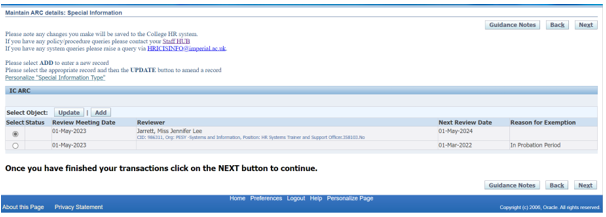 Maintain ARC details: Special Information
Guidance Notes Back Next
Please note any changes you make will be saved to the College HR system.
If you have any policy/procedure queries please contact your Staff HUB
If you have any system queries please raise a query via HRICISINFO@imperial.ac.uk.
Please select ADD to enter a new record
Please select the appropriate record and then the UPDATE button to amend a record
Personalize "Special Information Type"
IC ARC
Select Object: Update | Add
Select Status Review Meeting Date Reviewer Next Review Date Reason for Exemption
01-May-2023 Jarrett, Miss Jennifer Lee 01-May-2024
Systems and Information, Position: HR Systems Trainer and Support Officer
01-May-2023 01-Mar-2022 In Probation Period
Once you have finished your transactions click on the NEXT button to continue.
Guidance Notes Back Next
Home Preferences Logout Help Personalize Page
About this Page Privacy Statement Copyright (c) 2006, Oracle. All rights reserved.